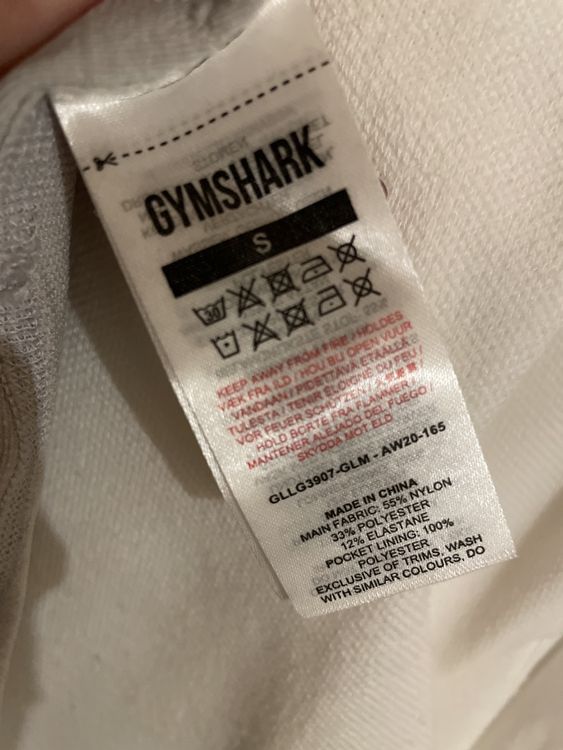 GYMSHARK
S
30
KEEP AWAY FROM FIRE / HOLDES
VÆK FRA ILD / HOU BIJ OPEN VUUR
VANDAAN / PIDETTÄVÄ ETÄÄLLÄ
TULESTA / TENIR ÉLOIGNÉ DU FEU /
VOR FEUER SCHÜTZEN /
HOLD BORTE FRA FLAMMER /
MANTENER ALEJADO DEL FUEGO /
SKYDDA MOT ELD
GLLG3907-GLM - AW20-165
MADE IN CHINA
MAIN FABRIC: 55% NYLON
33% POLYESTER
12% ELASTANE
POCKET LINING: 100%
POLYESTER
EXCLUSIVE OF TRIMS, WASH
WITH SIMILAR COLOURS, DO